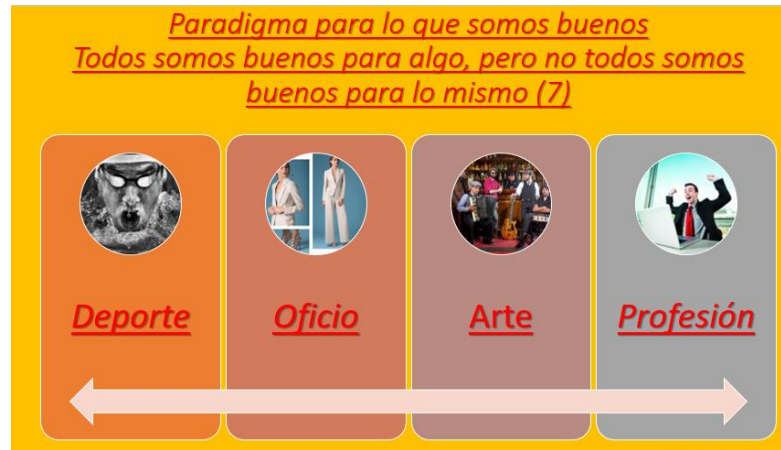 Paradigma para lo que somos buenos
Todos somos buenos para algo, pero no todos somos
buenos para lo mismo (7)
Deporte
Oficio
Arte
Profesión